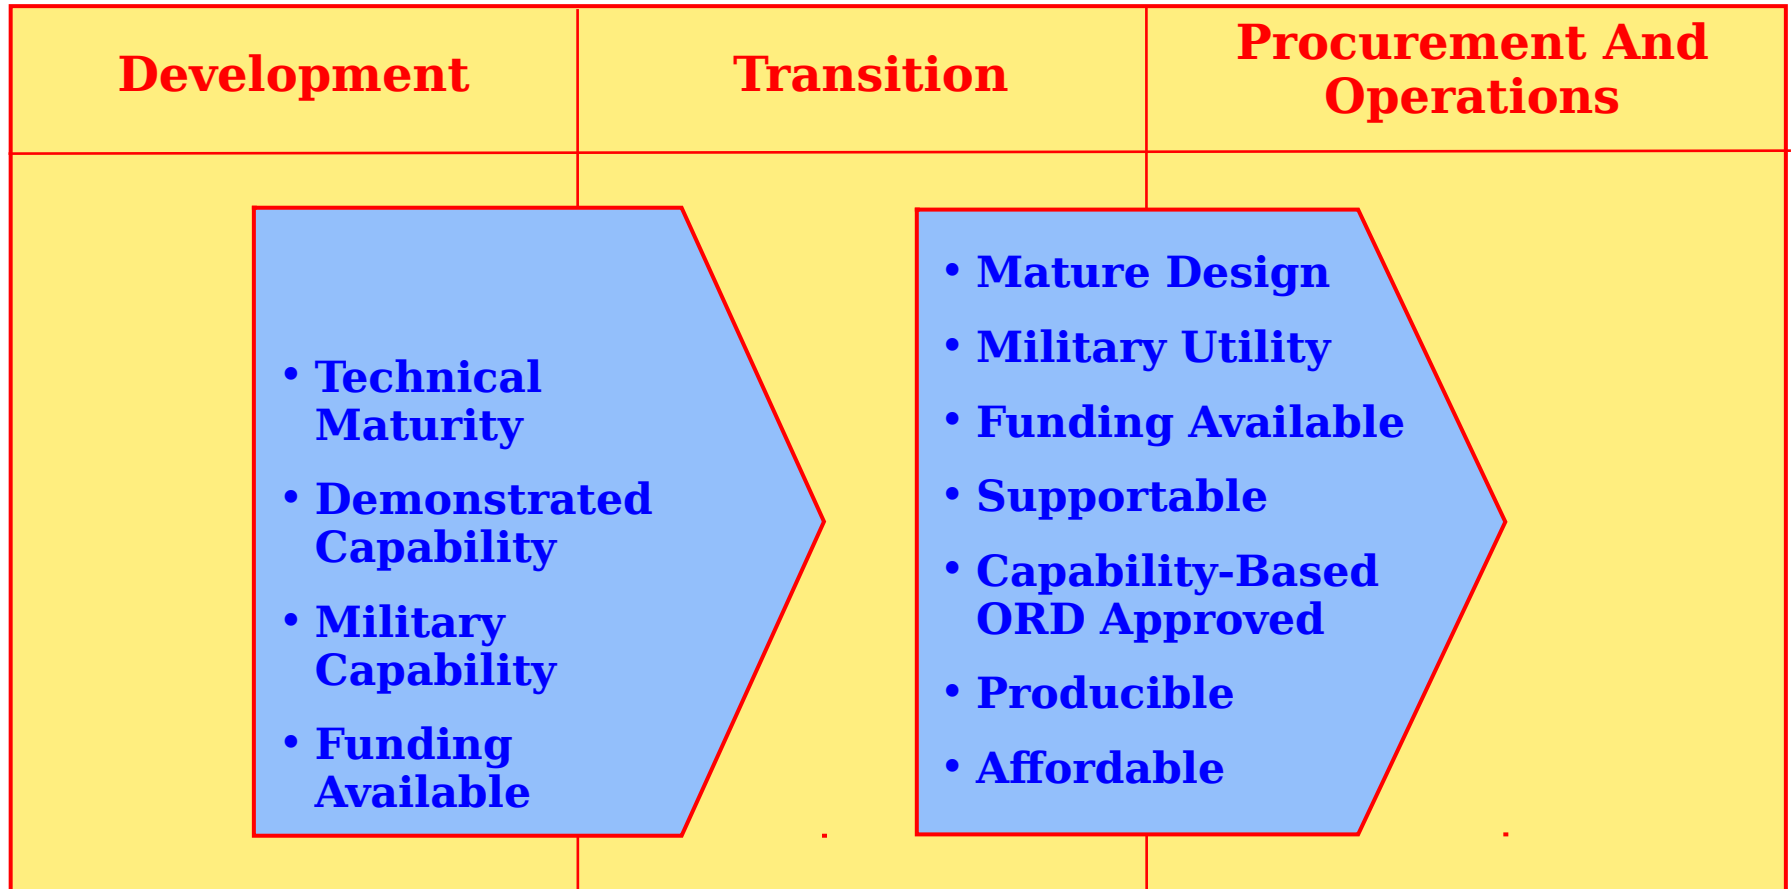 Development
Transition
Procurement And
Operations
• Technical
Maturity
• Demonstrated
Capability
• Military
Capability
• Funding
Available
• Mature Design
• Military Utility
• Funding Available
• Supportable
• Capability-Based
ORD Approved
• Producible
• Affordable